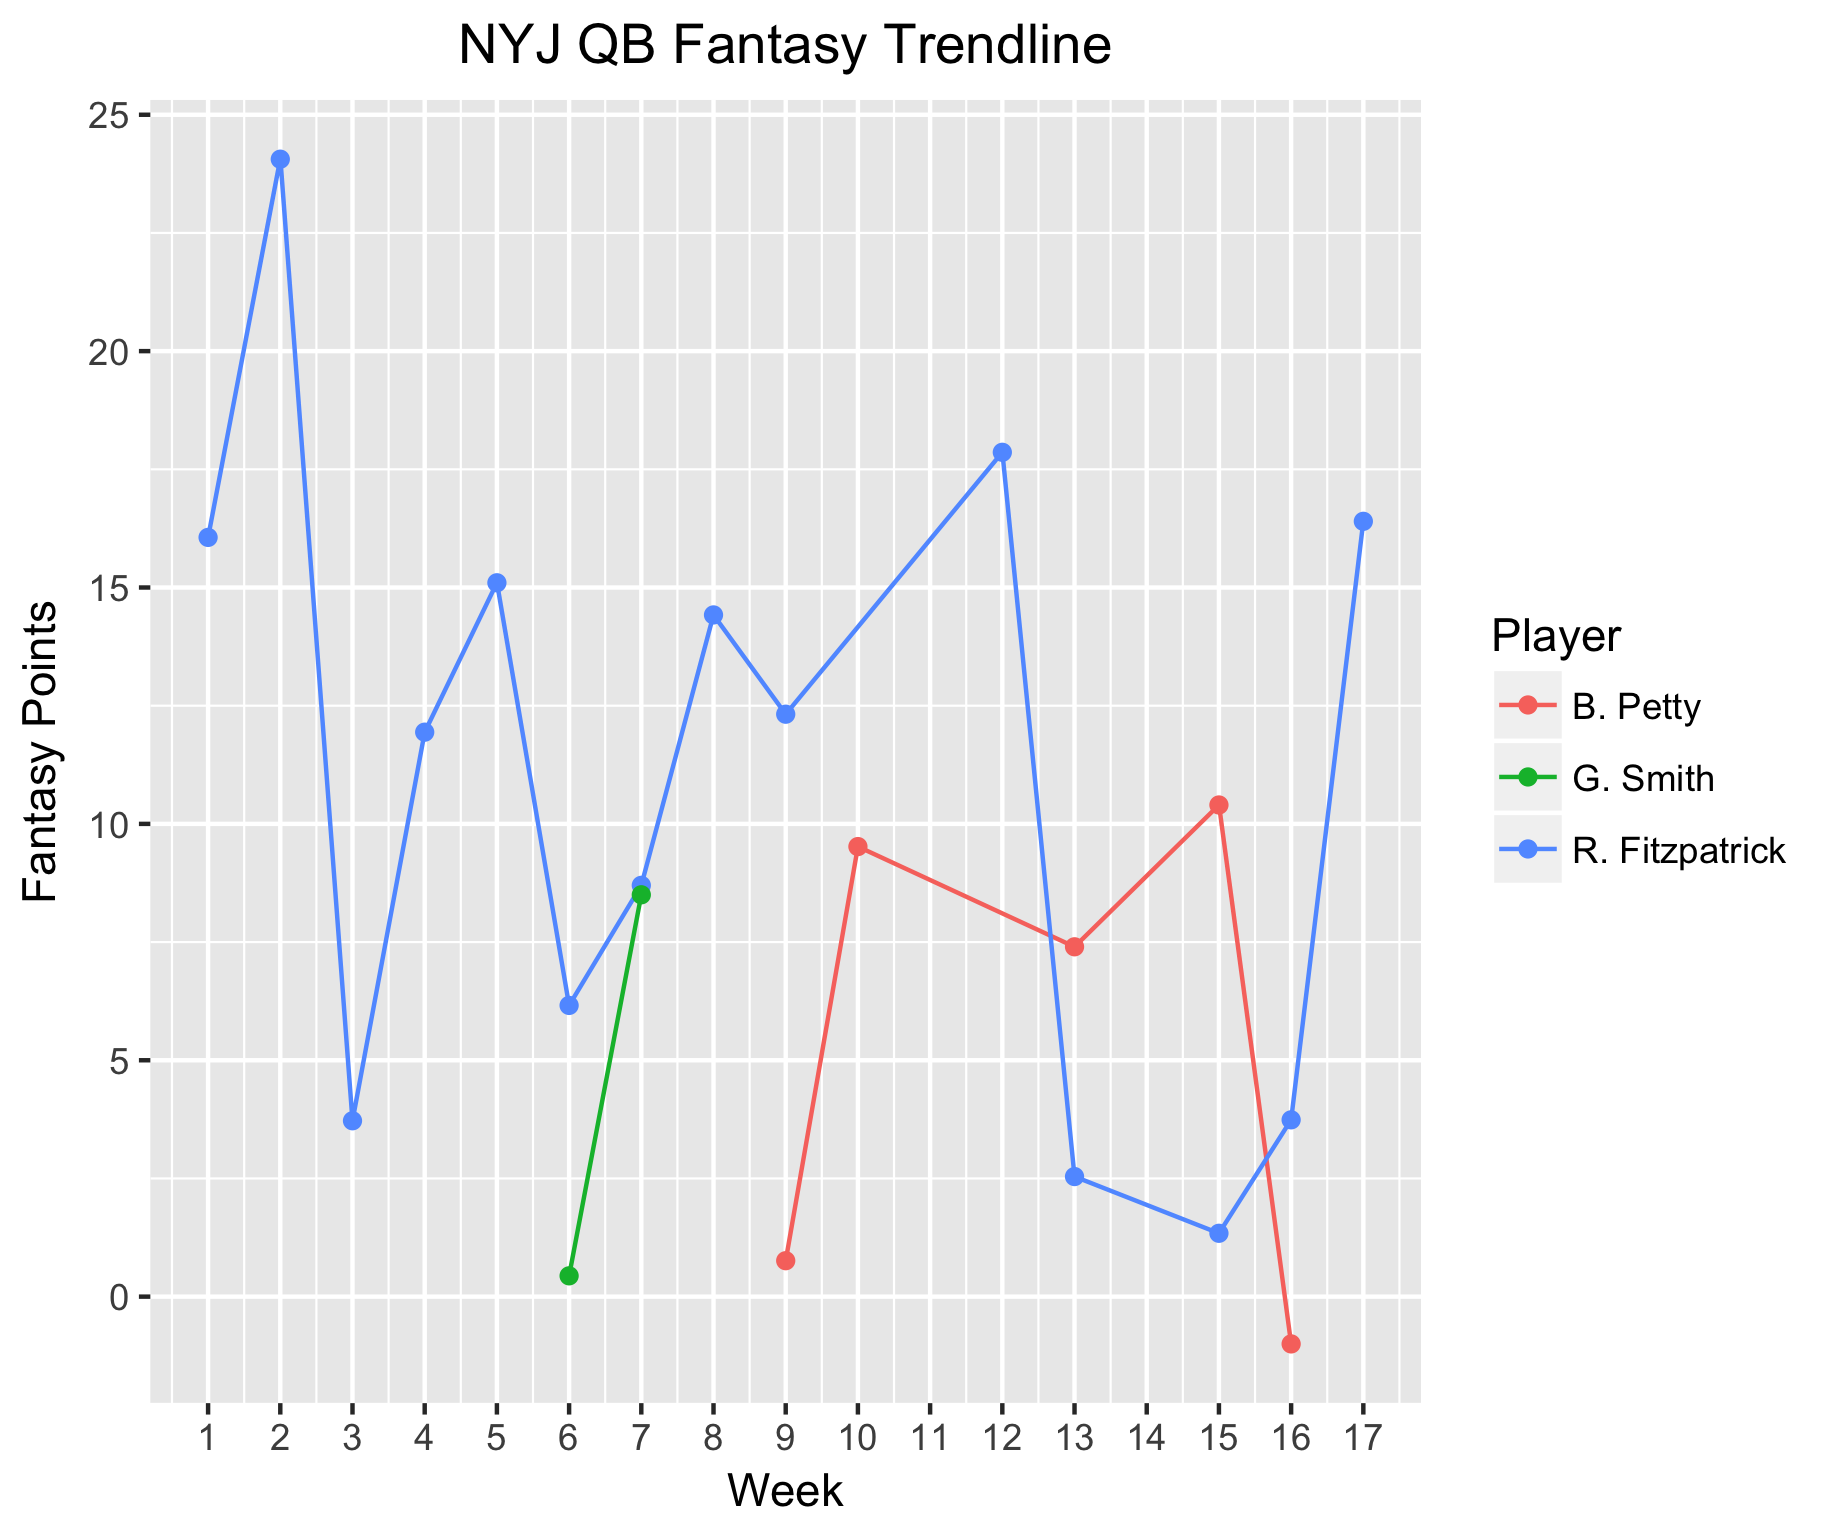 NYJ QB Fantasy Trendline
25
20
15
10
5
0
Fantasy Points
1 2 3 4 5 6 7 8 9 10 11 12 13 14 15 16 17
Week
Player
B. Petty
G. Smith
R. Fitzpatrick